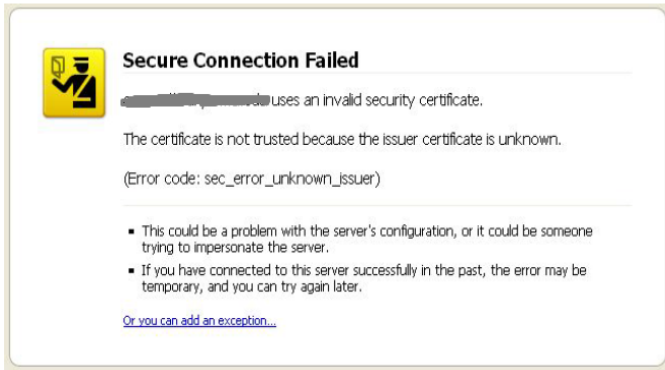 Secure Connection Failed
uses an invalid security certificate.
The certificate is not trusted because the issuer certificate is unknown.
(Error code: sec_error_unknown_issuer)
▪ This could be a problem with the server's configuration, or it could be someone
trying to impersonate the server.
▪ If you have connected to this server successfully in the past, the error may be
temporary, and you can try again later.
Or you can add an exception...